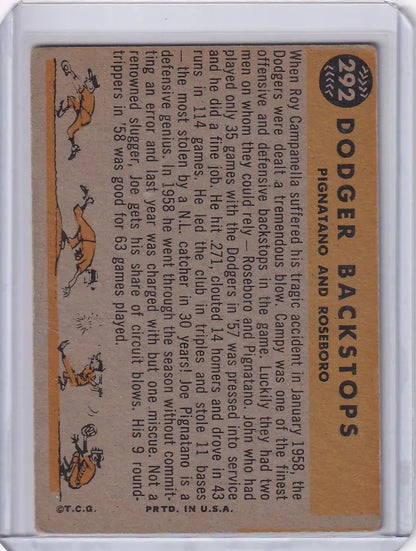 292
DODGER BACKSTOPS
PIGNATANO AND ROSEBORO
When Roy Campanella suffered his tragic accident in January 1958, the
Dodgers were dealt a tremendous blow. Campy was one of the finest
offensive and defensive backstops in the game. Luckily they had two
men on whom they could rely — Roseboro and Pignatano. John who had
played only 35 games with the Dodgers in '57 was pressed into service
and he did a fine job. He hit .271, clouted 14 homers and drove in 43
runs in 114 games. He led the club in triples and stole 11 bases
— the most stolen by a N.L. catcher in 30 years! Joe Pignatano is a
defensive genius. In 1958 he went through the season without commit-
ting an error and last year was charged with but one miscue. Not a
renowned slugger, Joe gets his share of circuit blows. His 9 round-
trippers in '58 was good for 63 games played.
©T.C.G. PRTD. IN U.S.A.